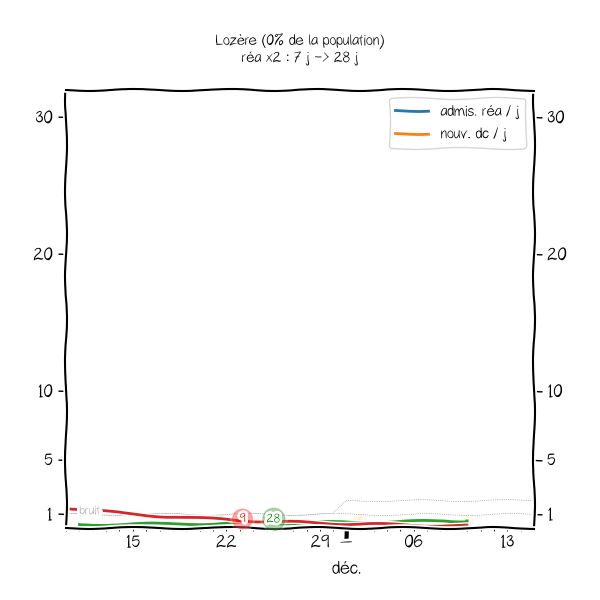 Lozère (0% de la population)
réa x2 : 7 j -> 28 j
admis. réa / j
nouv. dc / j
30 30
20 20
10 10
5 5
1 bruit 9 28 1
15 22 29 06 13
déc.